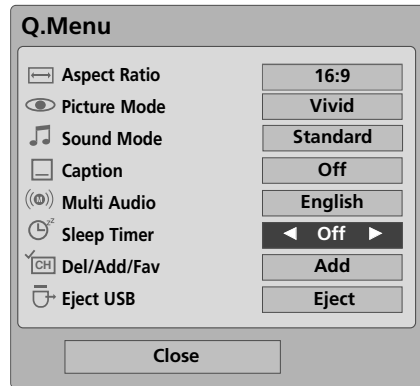 Q.Menu
Aspect Ratio 16:9
Picture Mode Vivid
Sound Mode Standard
Caption Off
Multi Audio English
Sleep Timer ◄ Off ►
CH Del/Add/Fav Add
Eject USB Eject
Close